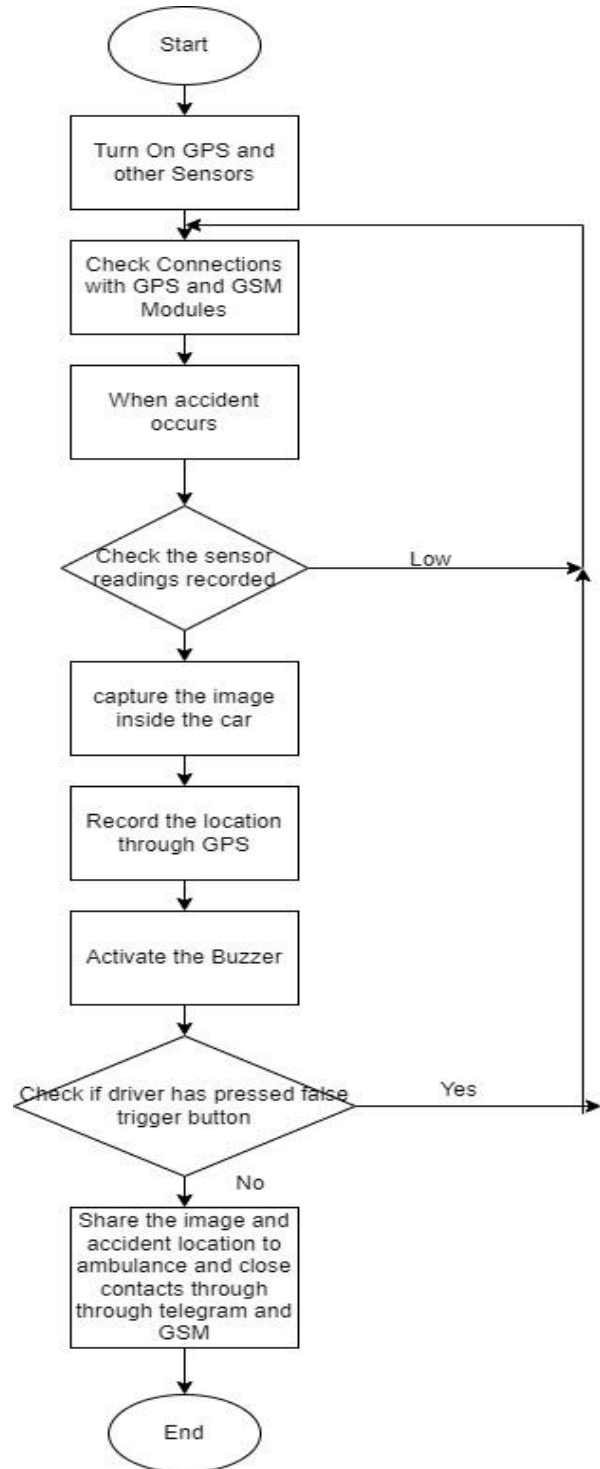 Start
Turn On GPS and
other Sensors
Check Connections
with GPS and GSM
Modules
When accident
occurs
Check the sensor
readings recorded
Low
capture the image
inside the car
Record the location
through GPS
Activate the Buzzer
Check if driver has pressed false
trigger button
Yes
No
Share the image and
accident location to
ambulance and close
contacts through
through telegram and
GSM
End